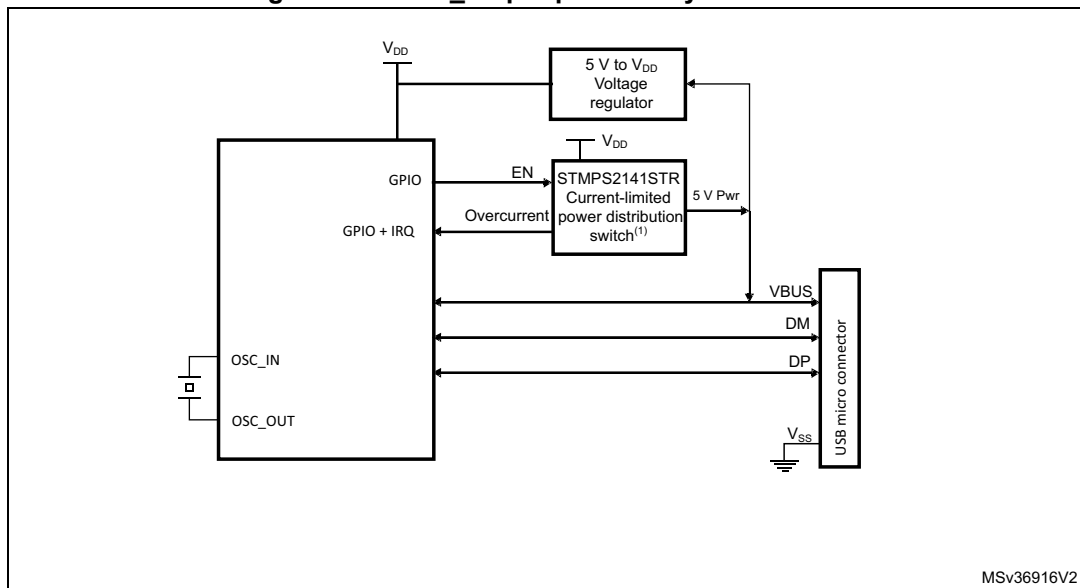 VDD
5 V to VDD
Voltage
regulator
VDD
GPIO
EN
STMPS2141STR
Current-limited
power distribution
switch(1)
5 V Pwr
Overcurrent
GPIO + IRQ
VBUS
DM
DP
OSC_IN
OSC_OUT
VSS
USB micro connector
MSv36916V2